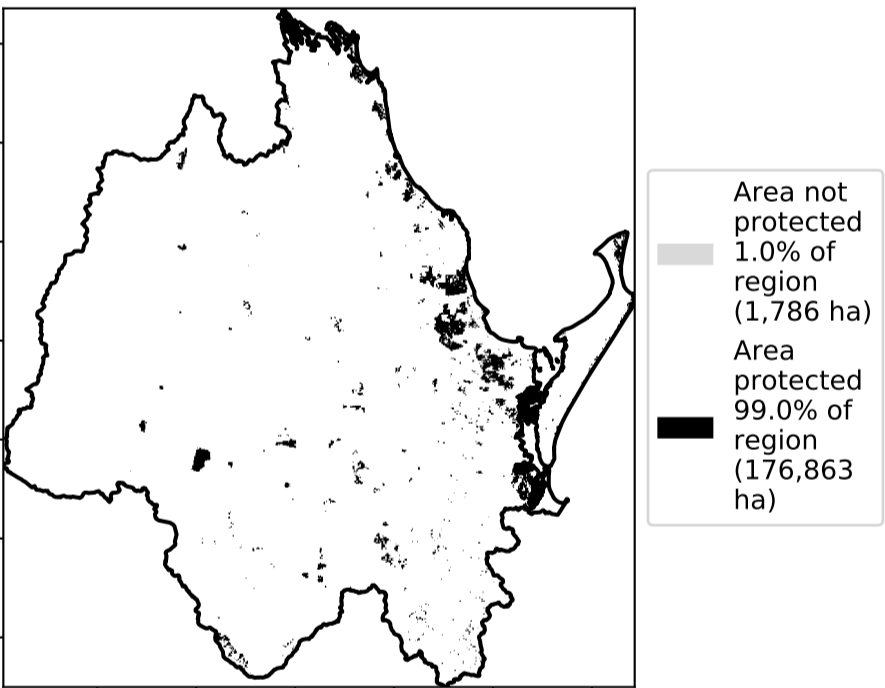 Area not
protected
1.0% of
region
(1,786 ha)
Area
protected
99.0% of
region
(176,863
ha)